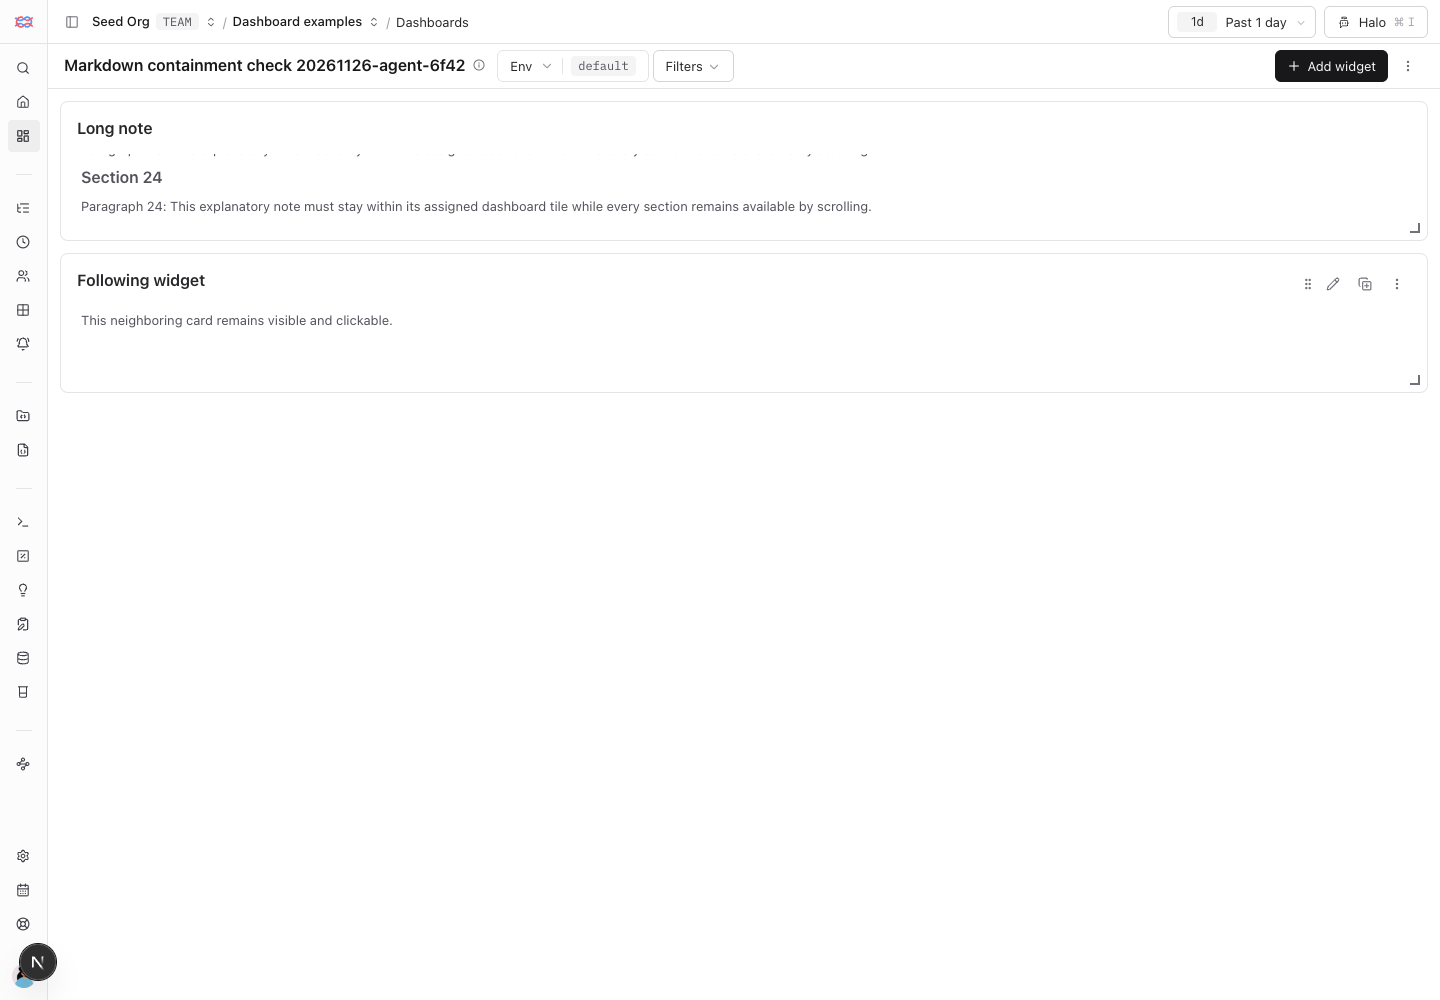 Seed Org TEAM / Dashboard examples / Dashboards
1d Past 1 day
Halo ⌘ I
Markdown containment check 20261126-agent-6f42
Env default
Filters
Add widget
Long note
Section 24
Paragraph 24: This explanatory note must stay within its assigned dashboard tile while every section remains available by scrolling.
Following widget
This neighboring card remains visible and clickable.
N